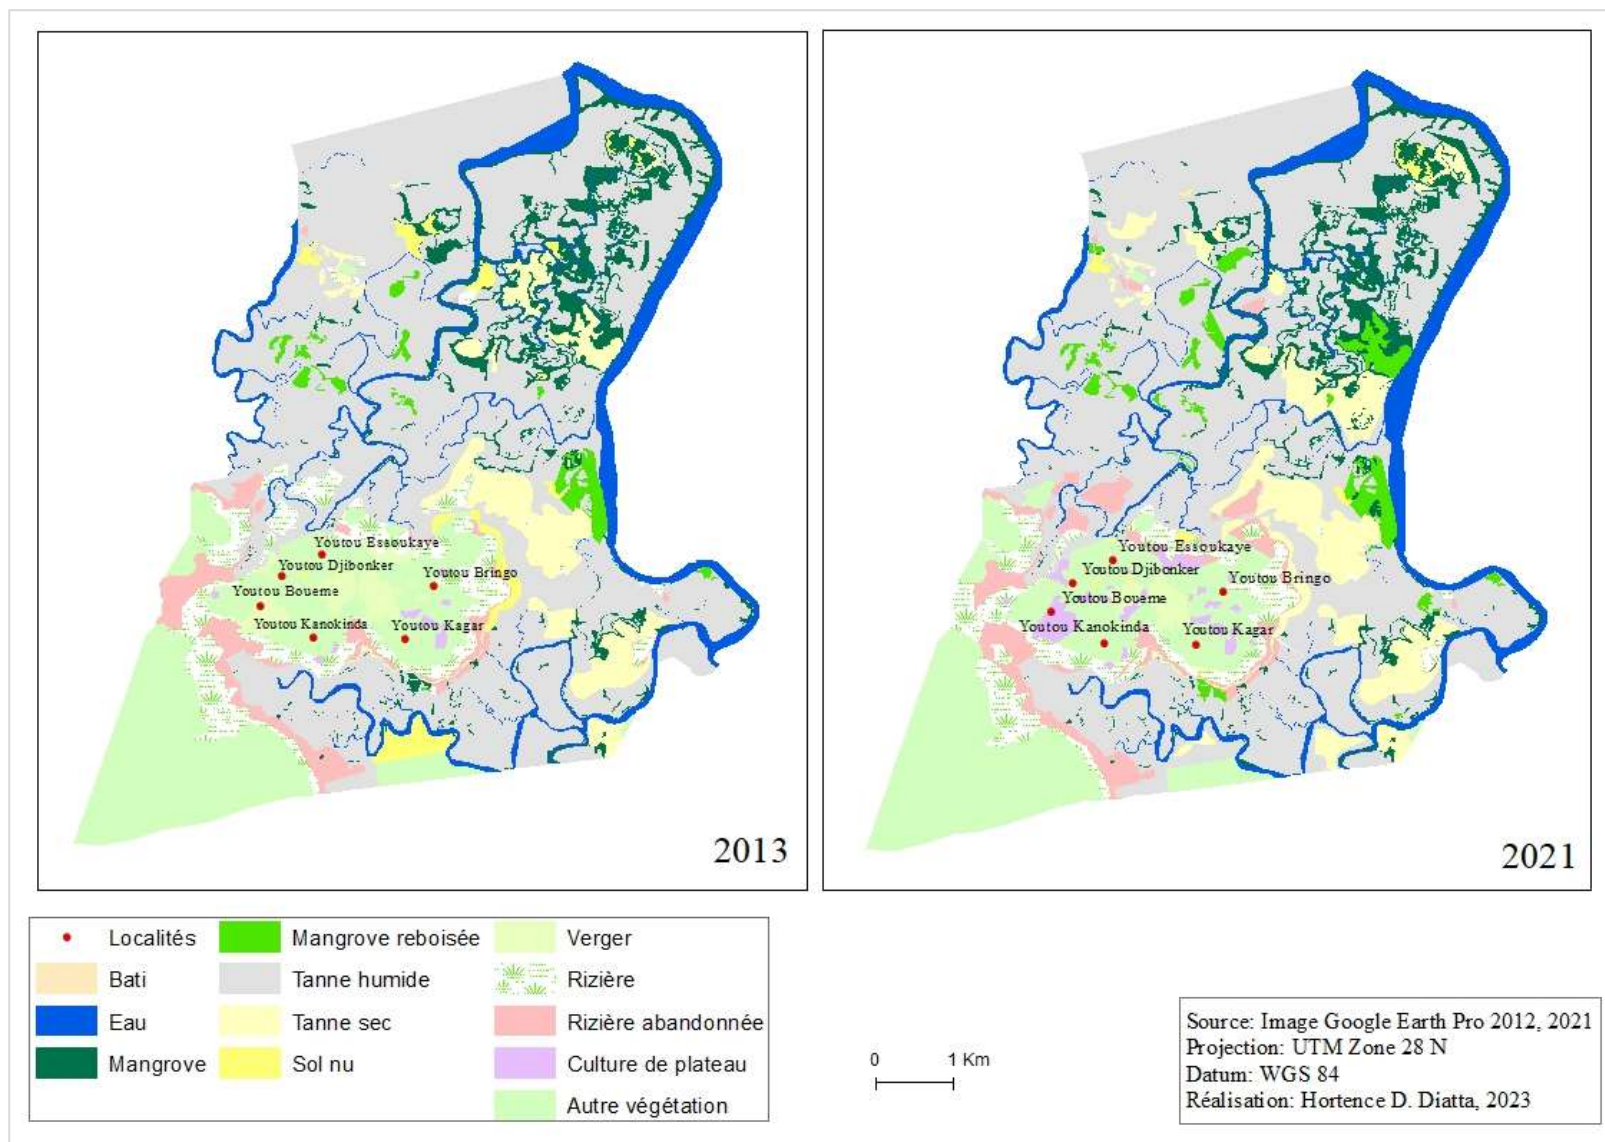 Youtou Essoukaye
Youtou Djibonker
Youtou Bringo
Youtou Boueme
Youtou Kanokinda
Youtou Kagar
2013
Youtou Essoukaye
Youtou Djibonker
Youtou Bringo
Youtou Boueme
Youtou Kanokinda
Youtou Kagar
2021
Localités
Bati
Eau
Mangrove
Mangrove reboisée
Tanne humide
Tanne sec
Sol nu
Verger
Rizière
Rizière abandonnée
Culture de plateau
Autre végétation
0 1 Km
Source: Image Google Earth Pro 2012, 2021
Projection: UTM Zone 28 N
Datum: WGS 84
Réalisation: Hortence D. Diatta, 2023